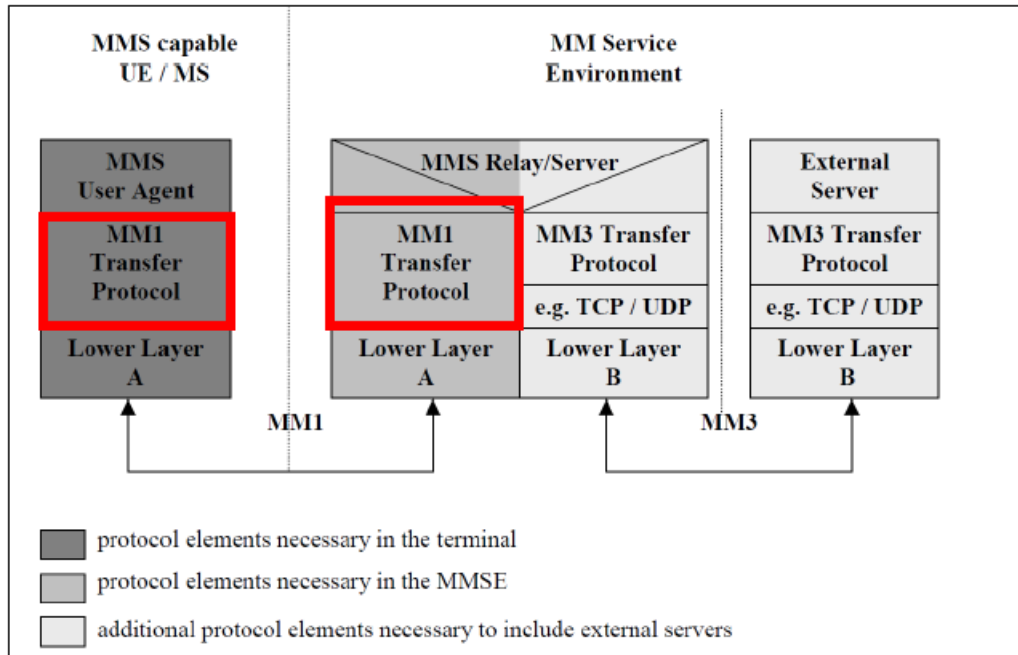 MMS capable
UE / MS
MM Service
Environment
MMS
User Agent
MMS Relay/Server
External
Server
MM1
Transfer
Protocol
MM1
Transfer
Protocol
MM3 Transfer
Protocol
MM3 Transfer
Protocol
e.g. TCP / UDP
e.g. TCP / UDP
Lower Layer
A
Lower Layer
A
Lower Layer
B
Lower Layer
B
MM1
MM3
protocol elements necessary in the terminal
protocol elements necessary in the MMSE
additional protocol elements necessary to include external servers